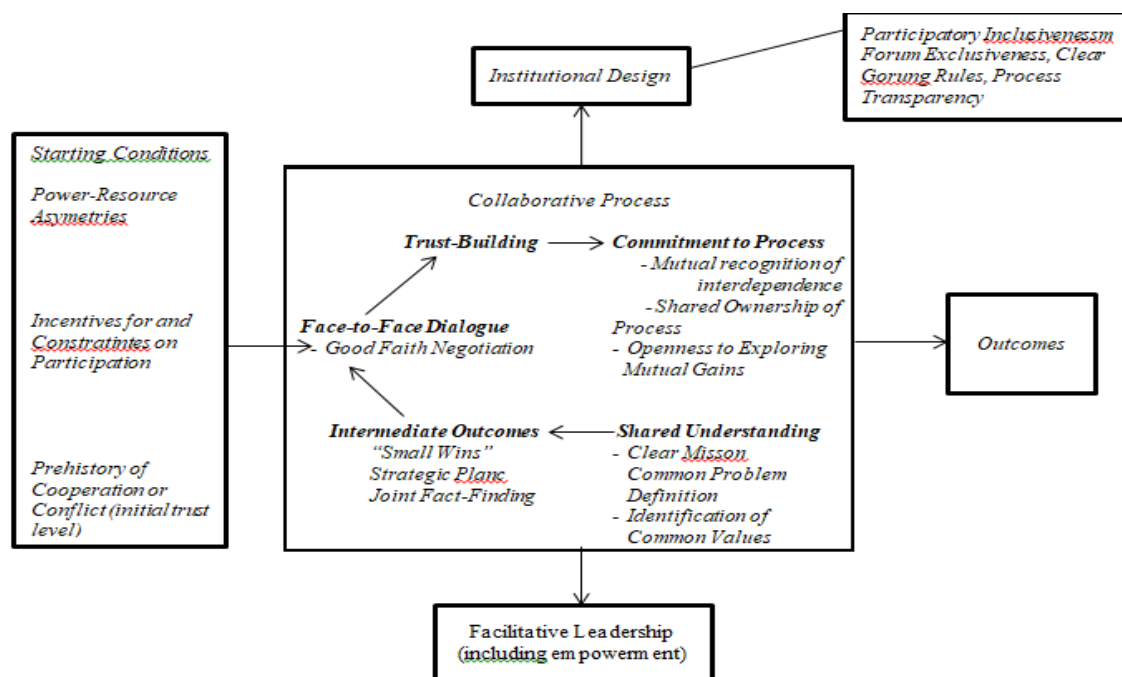 Participatory Inclusivenessm
Forum Exclusiveness, Clear
Gorung Rules, Process
Transparency
Institutional Design
Starting Conditions
Power-Resource
Asymetries
Incentives for and
Constratintes on
Participation
Prehistory of
Cooperation or
Conflict (initial trust
level)
Collaborative Process
Trust-Building
Commitment to Process
- Mutual recognition of
interdependence
- Shared Ownership of
Process
- Openness to Exploring
Mutual Gains
Face-to-Face Dialogue
- Good Faith Negotiation
Intermediate Outcomes
“Small Wins”
Strategic Planc
Joint Fact-Finding
Shared Understanding
- Clear Misson
Common Problem
Definition
- Identification of
Common Values
Outcomes
Facilitative Leadership
(including empowerment)